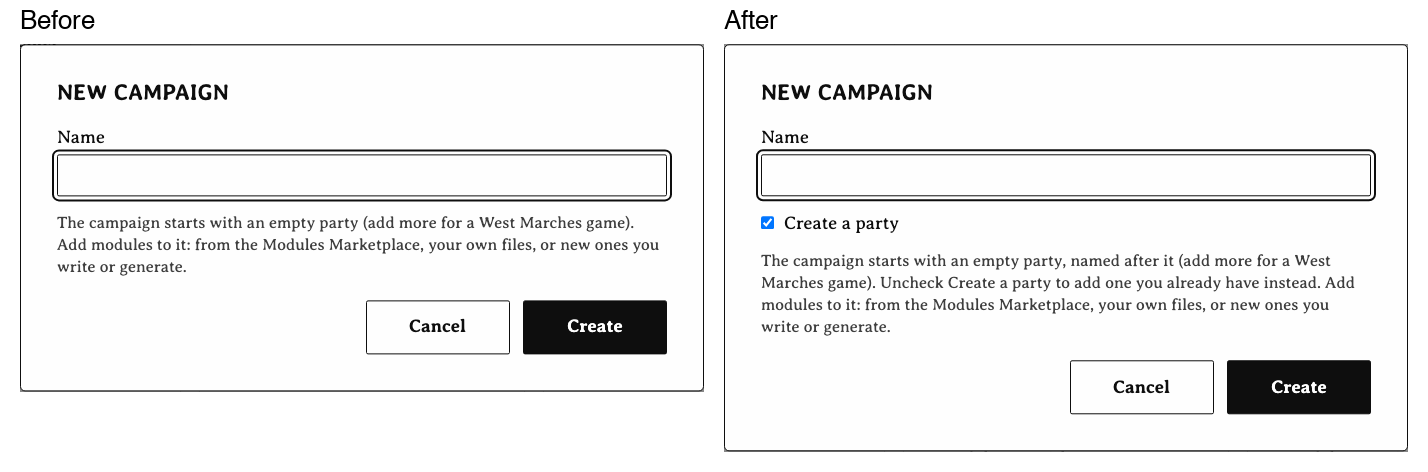 Before
NEW CAMPAIGN
Name
The campaign starts with an empty party (add more for a West Marches game).
Add modules to it: from the Modules Marketplace, your own files, or new ones you
write or generate.
Cancel
Create
After
NEW CAMPAIGN
Name
Create a party
The campaign starts with an empty party, named after it (add more for a West
Marches game). Uncheck Create a party to add one you already have instead. Add
modules to it: from the Modules Marketplace, your own files, or new ones you
write or generate.
Cancel
Create